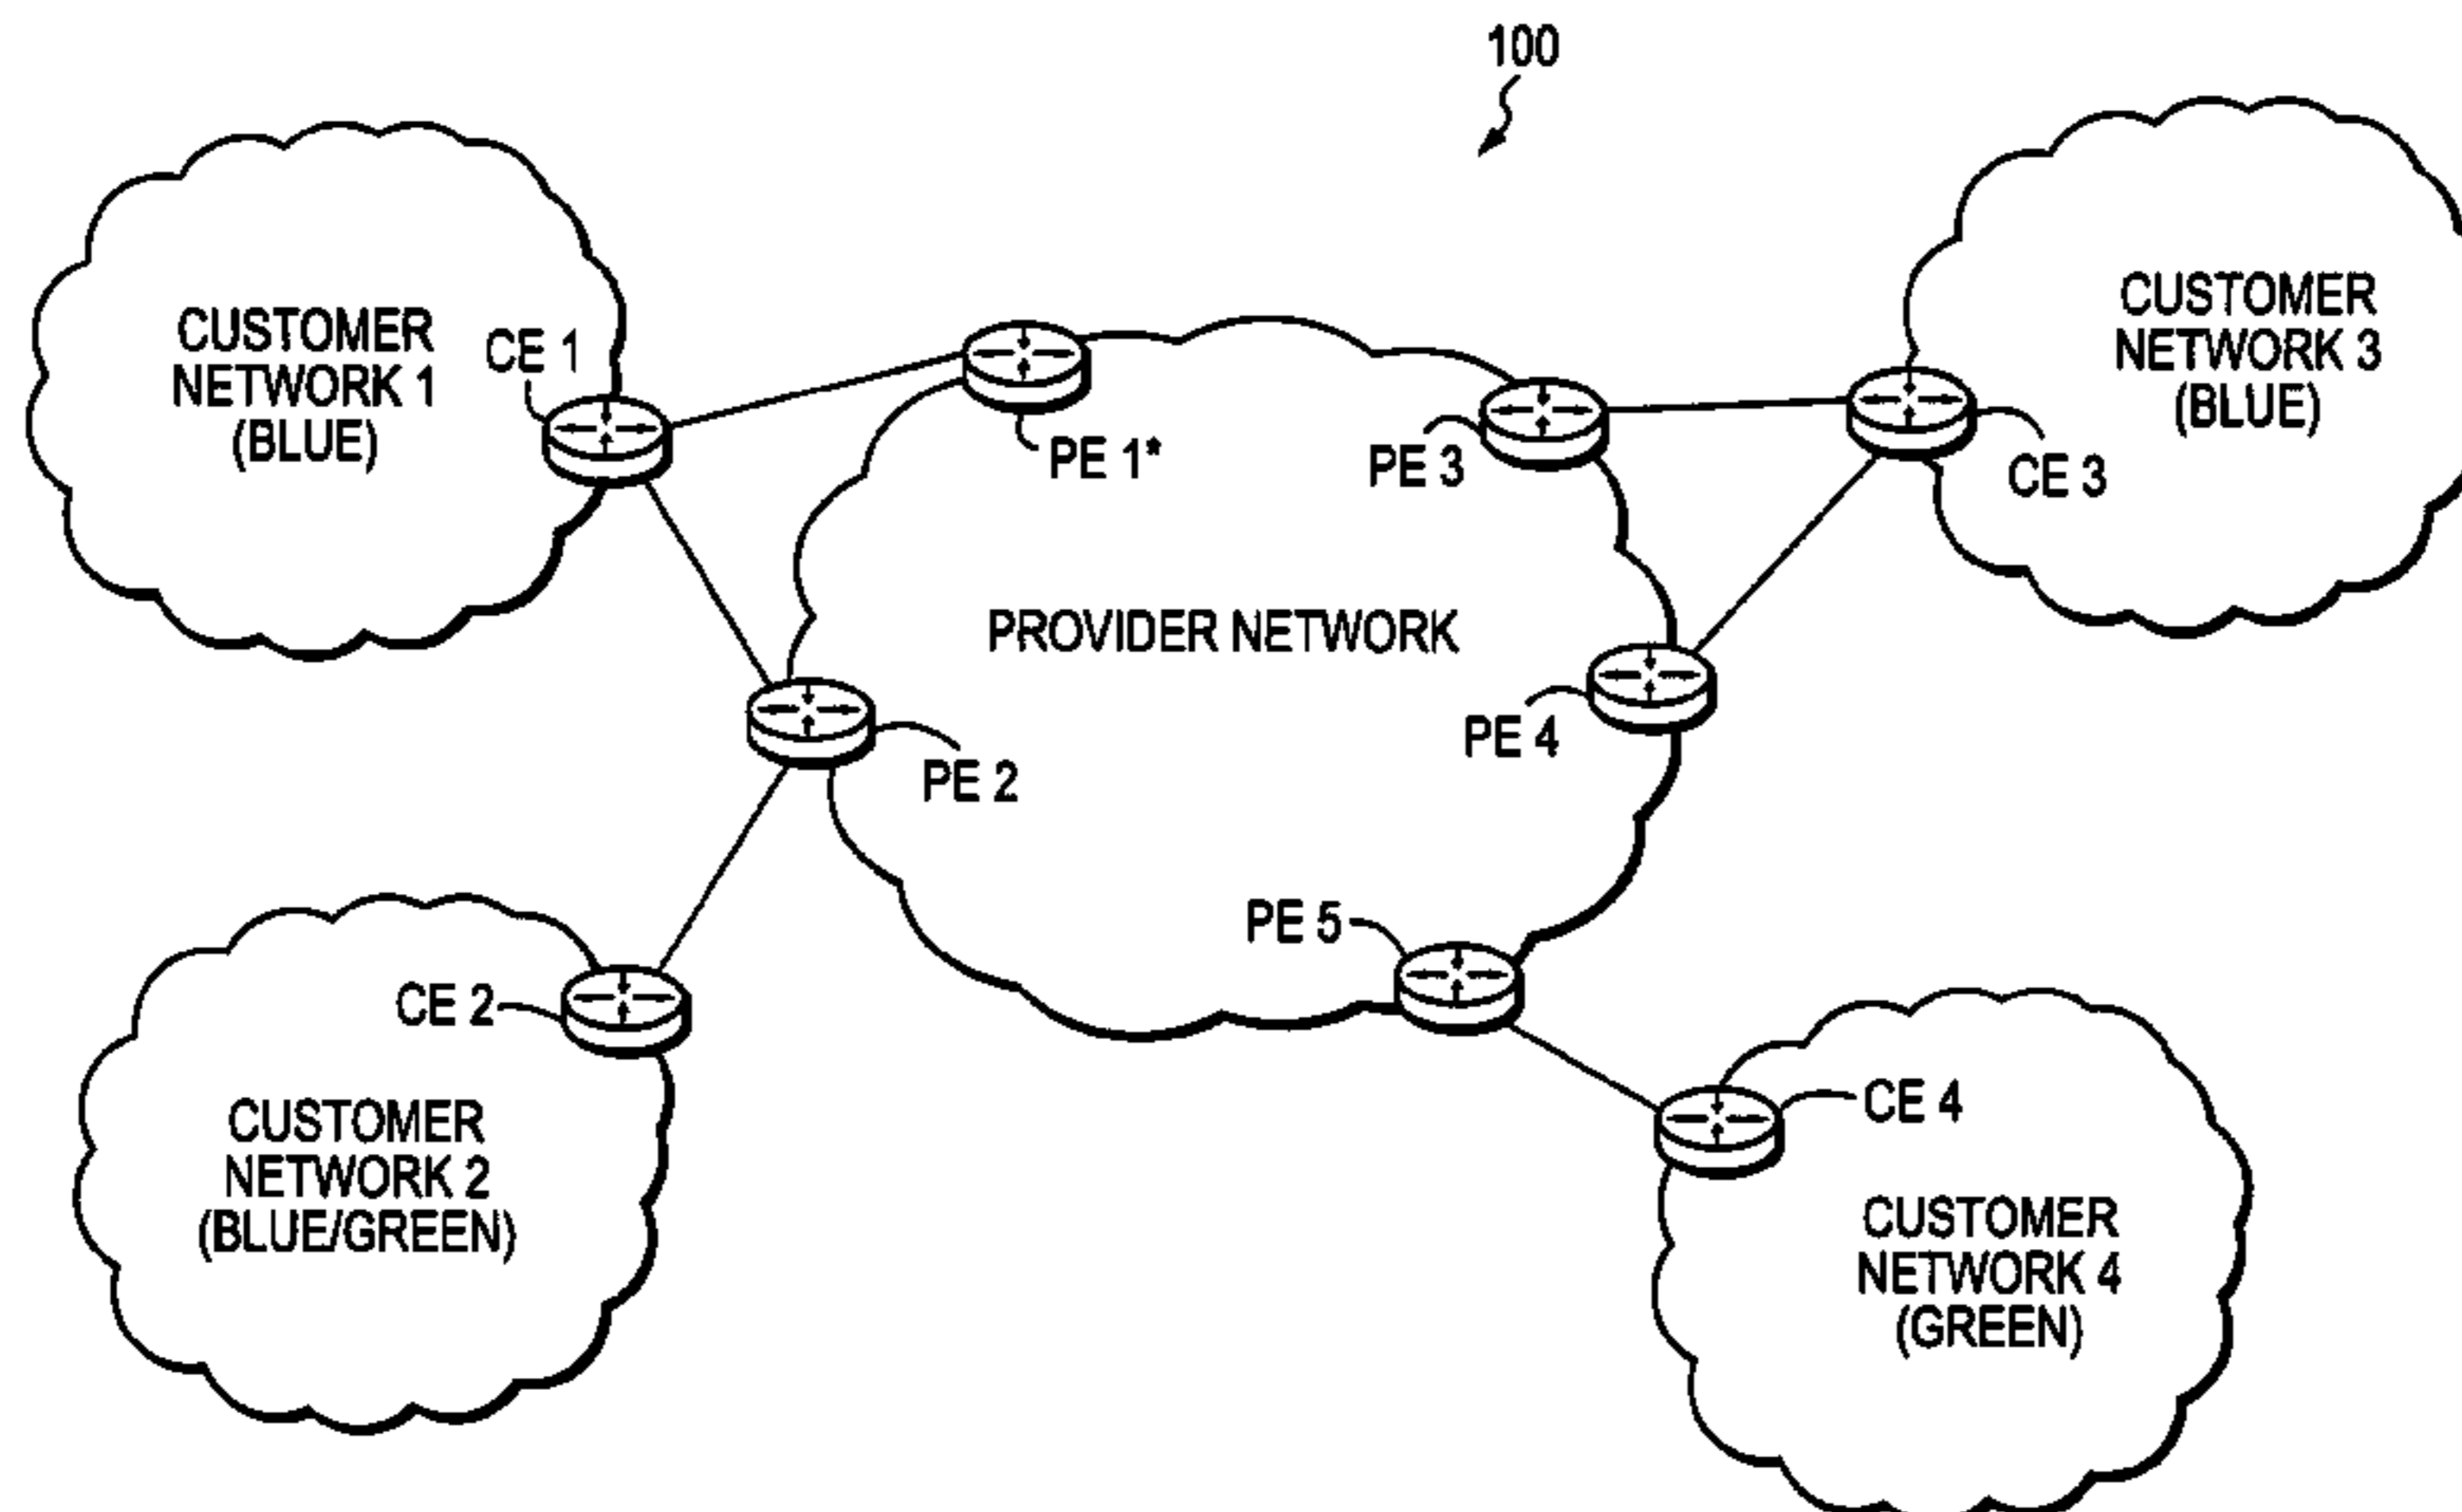 100
CUSTOMER
NETWORK 1
(BLUE)
CE 1
PE 1*
PE 3
CUSTOMER
NETWORK 3
(BLUE)
CE 3
PROVIDER NETWORK
PE 2
PE 4
PE 5
CE 2
CUSTOMER
NETWORK 2
(BLUE/GREEN)
CE 4
CUSTOMER
NETWORK 4
(GREEN)